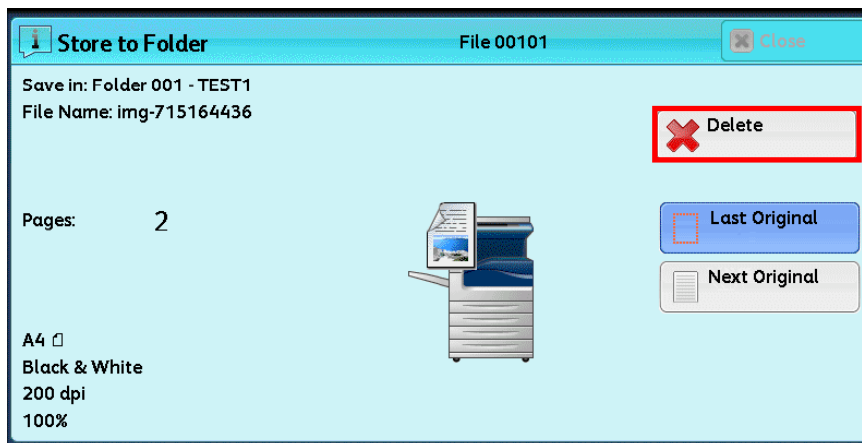 Store to Folder
File 00101
Close
Save in: Folder 001 - TEST1
File Name: img-715164436
Delete
Pages: 2
Last Original
Next Original
A4
Black & White
200 dpi
100%